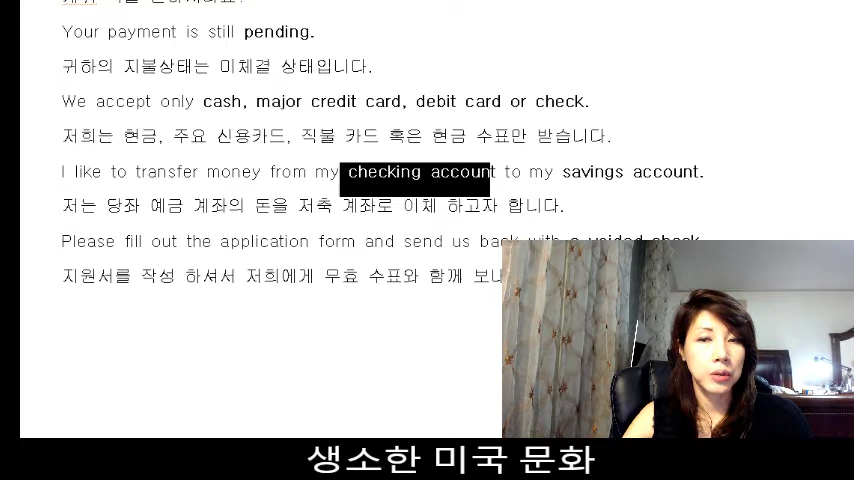 Your payment is still pending.
귀하의 지불상태는 미체결 상태입니다.
We accept only cash, major credit card, debit card or check.
저희는 현금, 주요 신용카드, 직불 카드 혹은 현금 수표만 받습니다.
I like to transfer money from my checking account to my savings account.
저는 당좌 예금 계좌의 돈을 저축 계좌로 이체 하고자 합니다.
Please fill out the application form and send us back with a voided check.
지원서를 작성 하셔서 저희에게 무효 수표와 함께
생소한 미국 문화